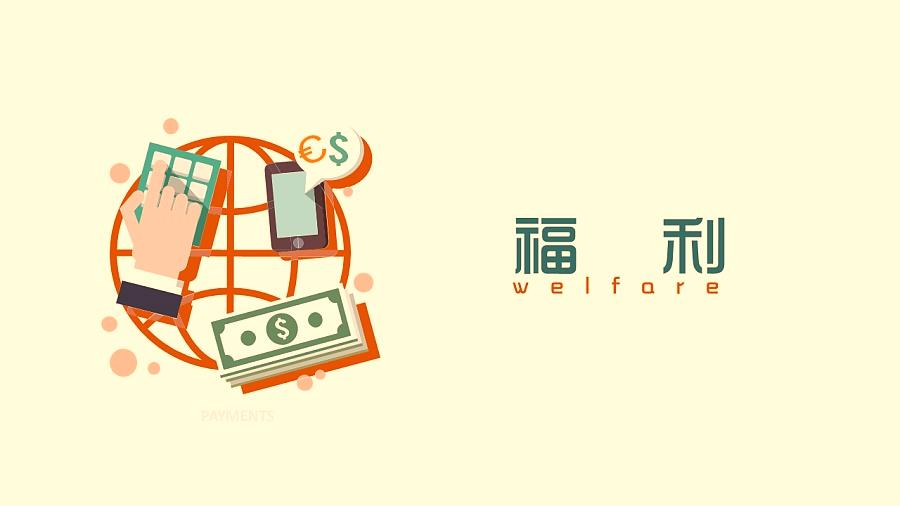 €$
$
PAYMENTS
福 利
welfare